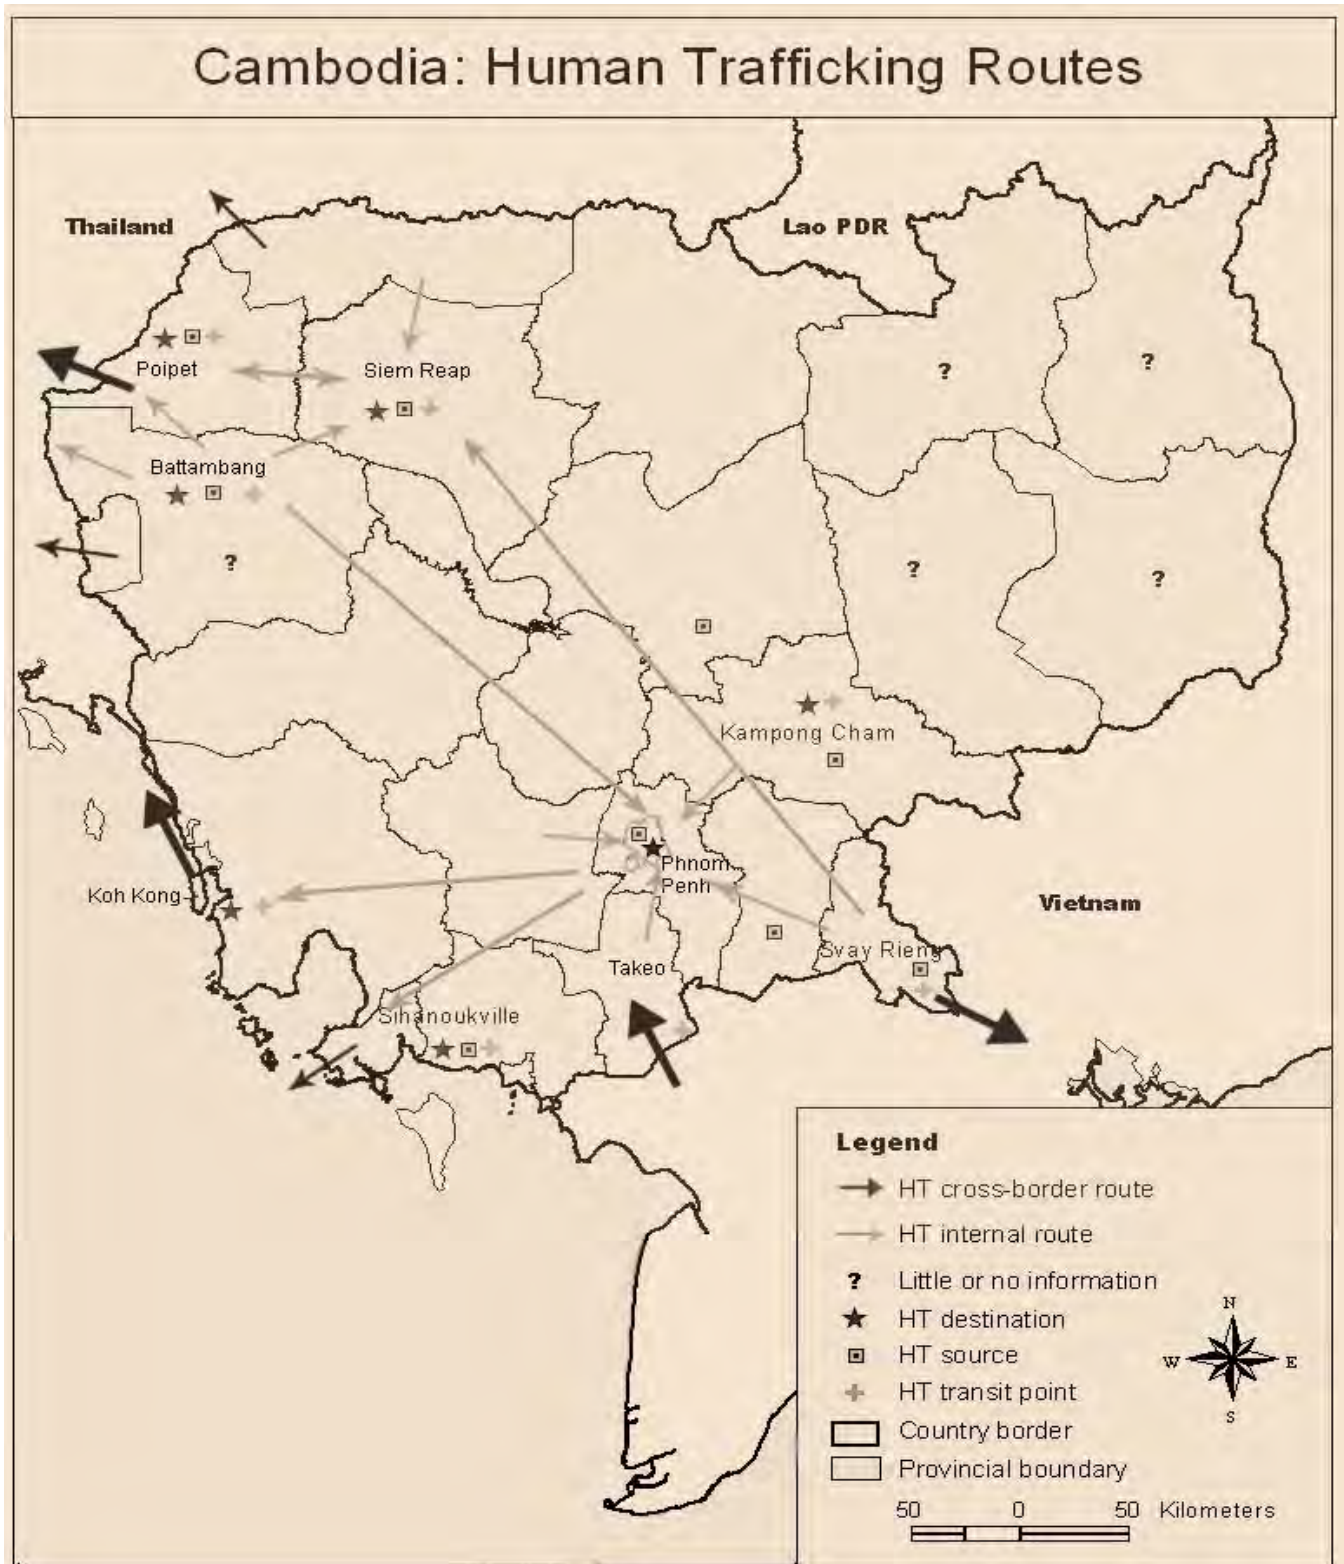 Cambodia: Human Trafficking Routes
Thailand
Lao PDR
Poipet
Siem Reap
?
?
Battambang
?
?
?
Kampong Cham
Phnom
Penh
Koh Kong
Vietnam
Svay Rieng
Takeo
Sihanoukville
Legend
HT cross-border route
HT internal route
? Little or no information
HT destination
HT source
HT transit point
Country border
Provincial boundary
N
W E
S
50 0 50 Kilometers